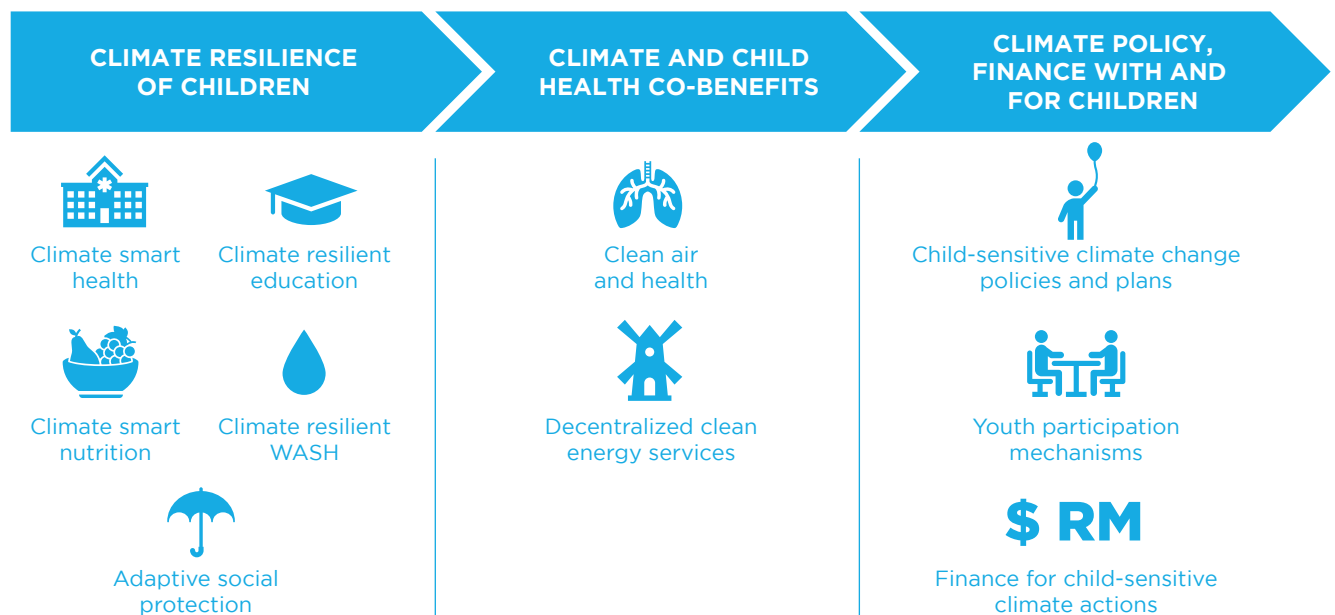 CLIMATE RESILIENCE
OF CHILDREN
CLIMATE AND CHILD
HEALTH CO-BENEFITS
CLIMATE POLICY,
FINANCE WITH AND
FOR CHILDREN
Climate smart
health
Climate resilient
education
Climate smart
nutrition
Climate resilient
WASH
Adaptive social
protection
Clean air
and health
Decentralized clean
energy services
Child-sensitive climate change
policies and plans
Youth participation
mechanisms
$ RM
Finance for child-sensitive
climate actions